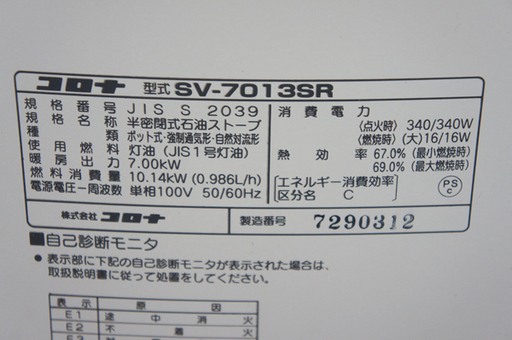 コロナ 型式 SV-7013SR
規格番号 JIS S 2039
規格名称 半密閉式石油ストーブ
種類 ポット式・強制通気形・自然対流形
使用燃料 灯油(JIS1号灯油)
暖房出力 7.00kW
燃料消費量 10.14kW(0.986L/h)
電源電圧-周波数 単相100V 50/60Hz
消費電力
(点火時) 340/340W
(燃焼時)(大)16/16W
熱効率 67.0%(最小燃焼時)
69.0%(最大燃焼時)
[エネルギー消費効率]
区分名 C
PS
C
株式会社 コロナ 製造番号 7290312
■自己診断モニタ
●表示部に下記の自己診断モニタが表示された場合は、
取扱説明書に従って処置をしてください。
表示 原因
E1 途中消火
E2 不着火
E3